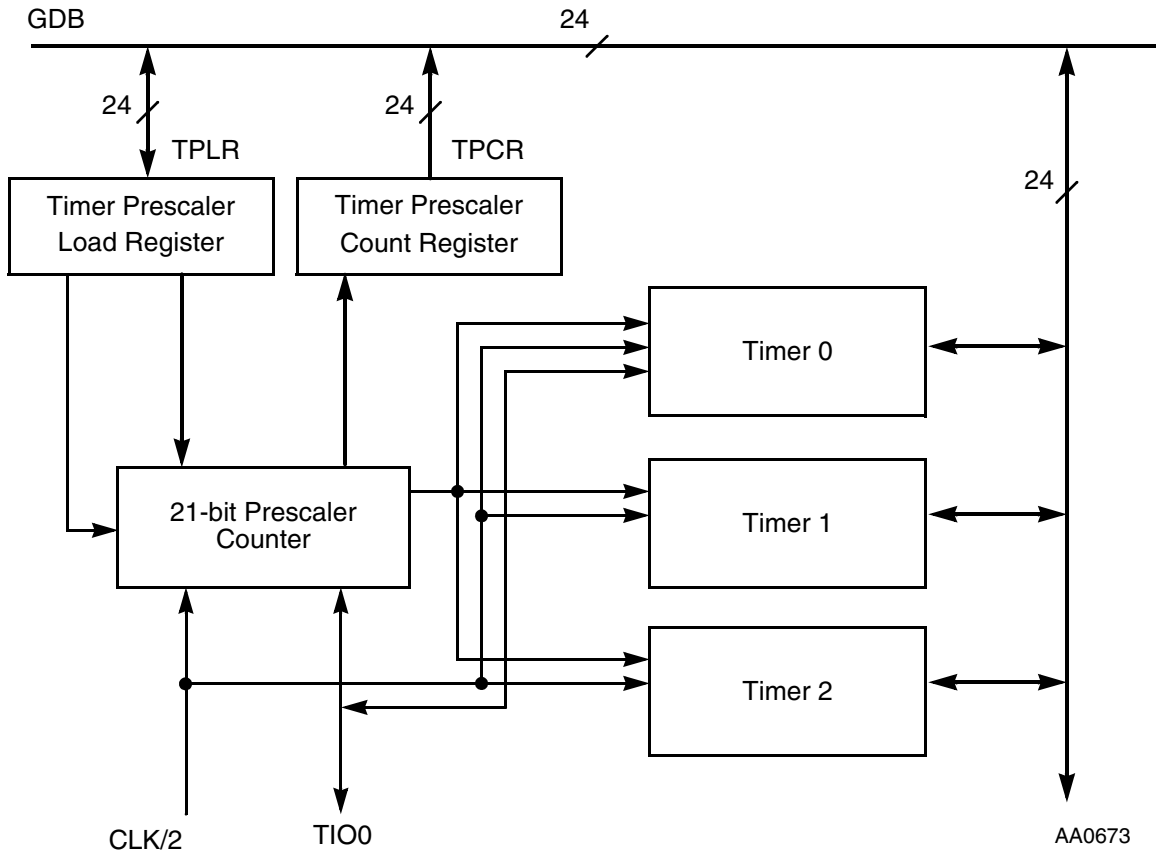 GDB
24
24
24
TPLR
TPCR
24
Timer Prescaler
Load Register
Timer Prescaler
Count Register
Timer 0
21-bit Prescaler
Counter
Timer 1
Timer 2
CLK/2
TIO0
AA0673